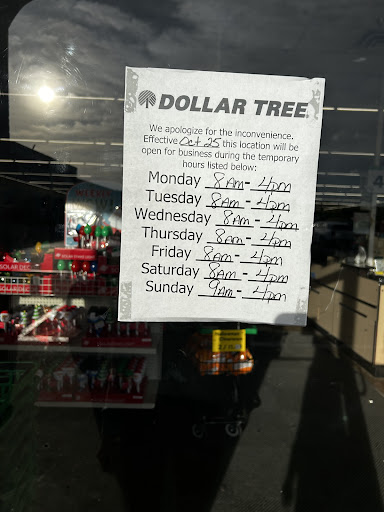 DOLLAR TREE
We apologize for the inconvenience.
Effective Oct 25 this location will be
open for business during the temporary
hours listed below:
Monday 8am - 4pm
Tuesday 8am - 4pm
Wednesday 8am - 4pm
Thursday 8am - 4pm
Friday 8am - 4pm
Saturday 8am - 4pm
Sunday 9am - 4pm
SOLAR DEC